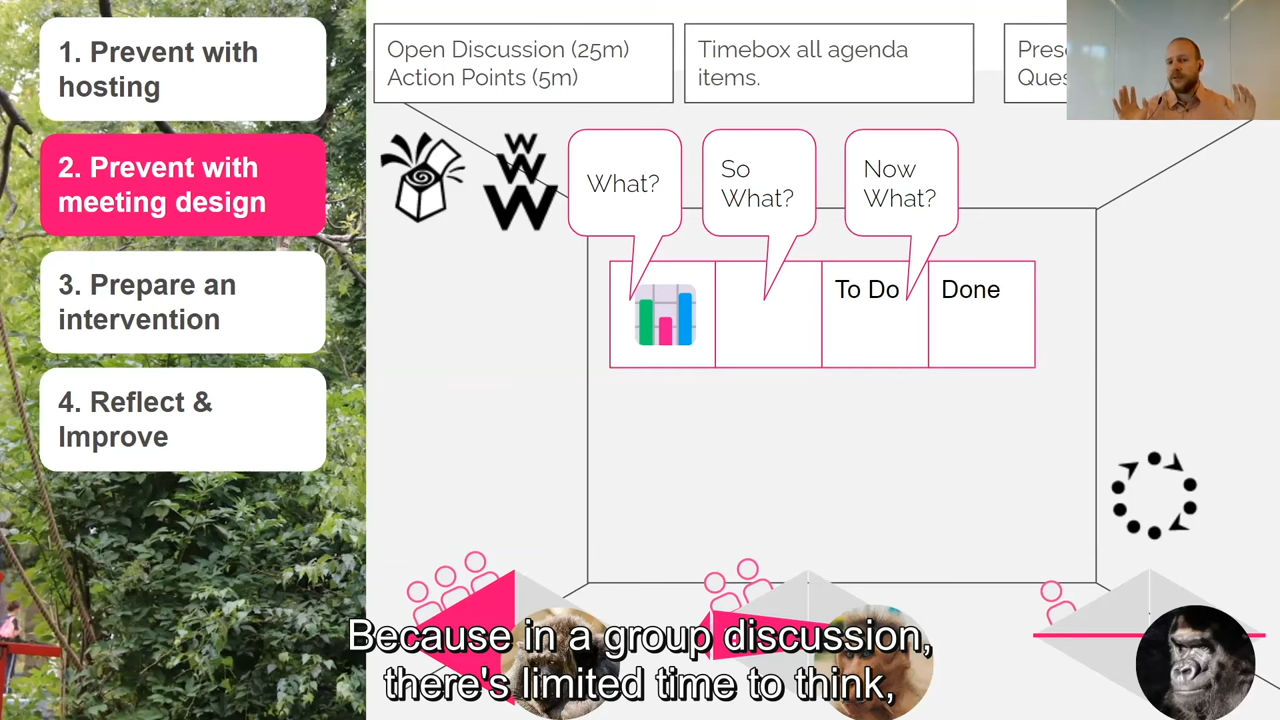 1. Prevent with
hosting
2. Prevent with
meeting design
3. Prepare an
intervention
4. Reflect &
Improve
Open Discussion (25m)
Action Points (5m)
Timebox all agenda
items.
W
W
W
What?
So
What?
Now
What?
To Do
Done
Because in a group discussion,
there's limited time to think,